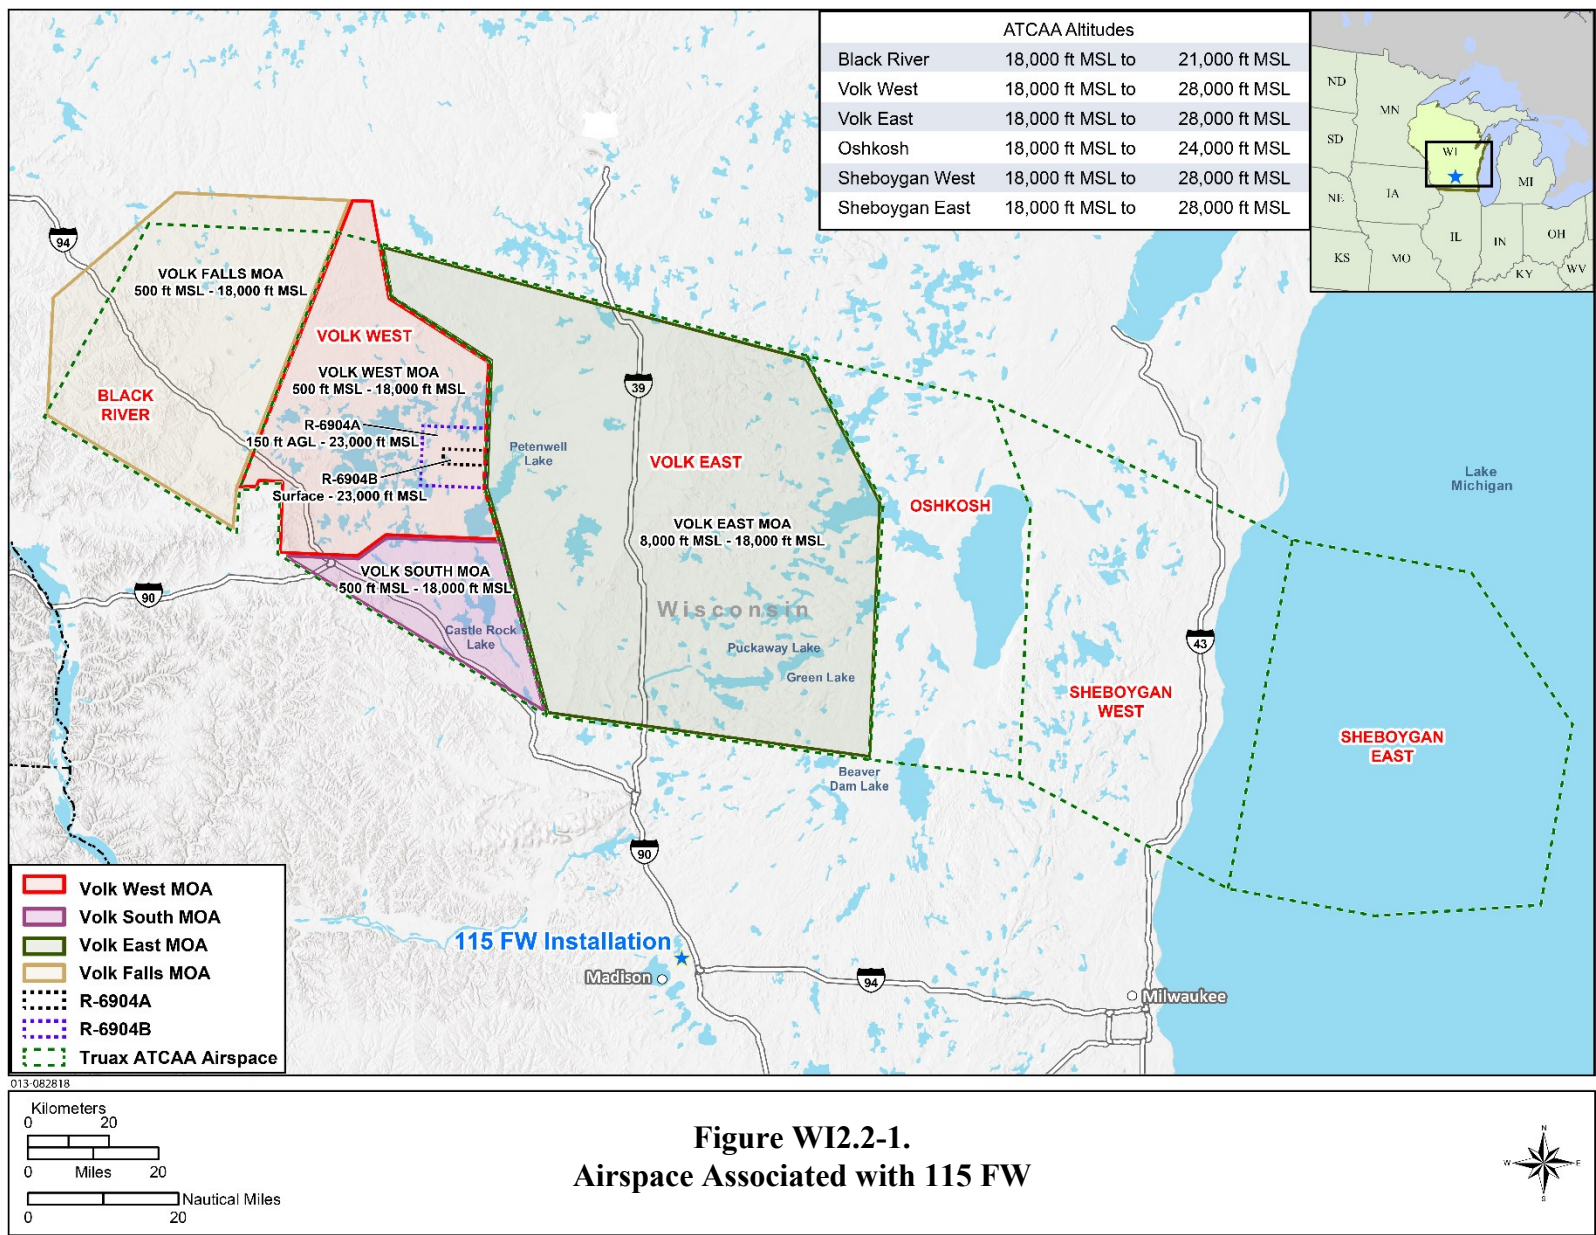 ATCAA Altitudes
Black River 18,000 ft MSL to 21,000 ft MSL
Volk West 18,000 ft MSL to 28,000 ft MSL
Volk East 18,000 ft MSL to 28,000 ft MSL
Oshkosh 18,000 ft MSL to 24,000 ft MSL
Sheboygan West 18,000 ft MSL to 28,000 ft MSL
Sheboygan East 18,000 ft MSL to 28,000 ft MSL
ND
MN
SD
WI
MI
NE
IA
IL
IN
OH
KS
MO
KY
WV
94
VOLK FALLS MOA
500 ft MSL - 18,000 ft MSL
BLACK
RIVER
VOLK WEST
VOLK WEST MOA
500 ft MSL - 18,000 ft MSL
R-6904A
150 ft AGL - 23,000 ft MSL
R-6904B
Surface - 23,000 ft MSL
39
Petenwell
Lake
VOLK EAST
VOLK EAST MOA
8,000 ft MSL - 18,000 ft MSL
OSHKOSH
Lake
Michigan
VOLK SOUTH MOA
500 ft MSL - 18,000 ft MSL
90
Wisconsin
Castle Rock
Lake
Puckaway Lake
Green Lake
43
SHEBOYGAN
WEST
SHEBOYGAN
EAST
Beaver
Dam Lake
90
115 FW Installation
Madison
94
Milwaukee
Volk West MOA
Volk South MOA
Volk East MOA
Volk Falls MOA
R-6904A
R-6904B
Truax ATCAA Airspace
013-082818
Kilometers
0 20
0 Miles 20
Nautical Miles
0 20
Figure WI2.2-1.
Airspace Associated with 115 FW
N
W E
S